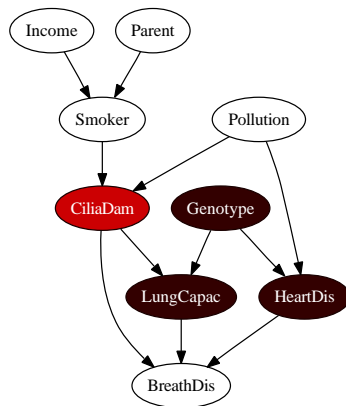 Income Parent
Smoker Pollution
CiliaDam Genotype
LungCapac HeartDis
BreathDis